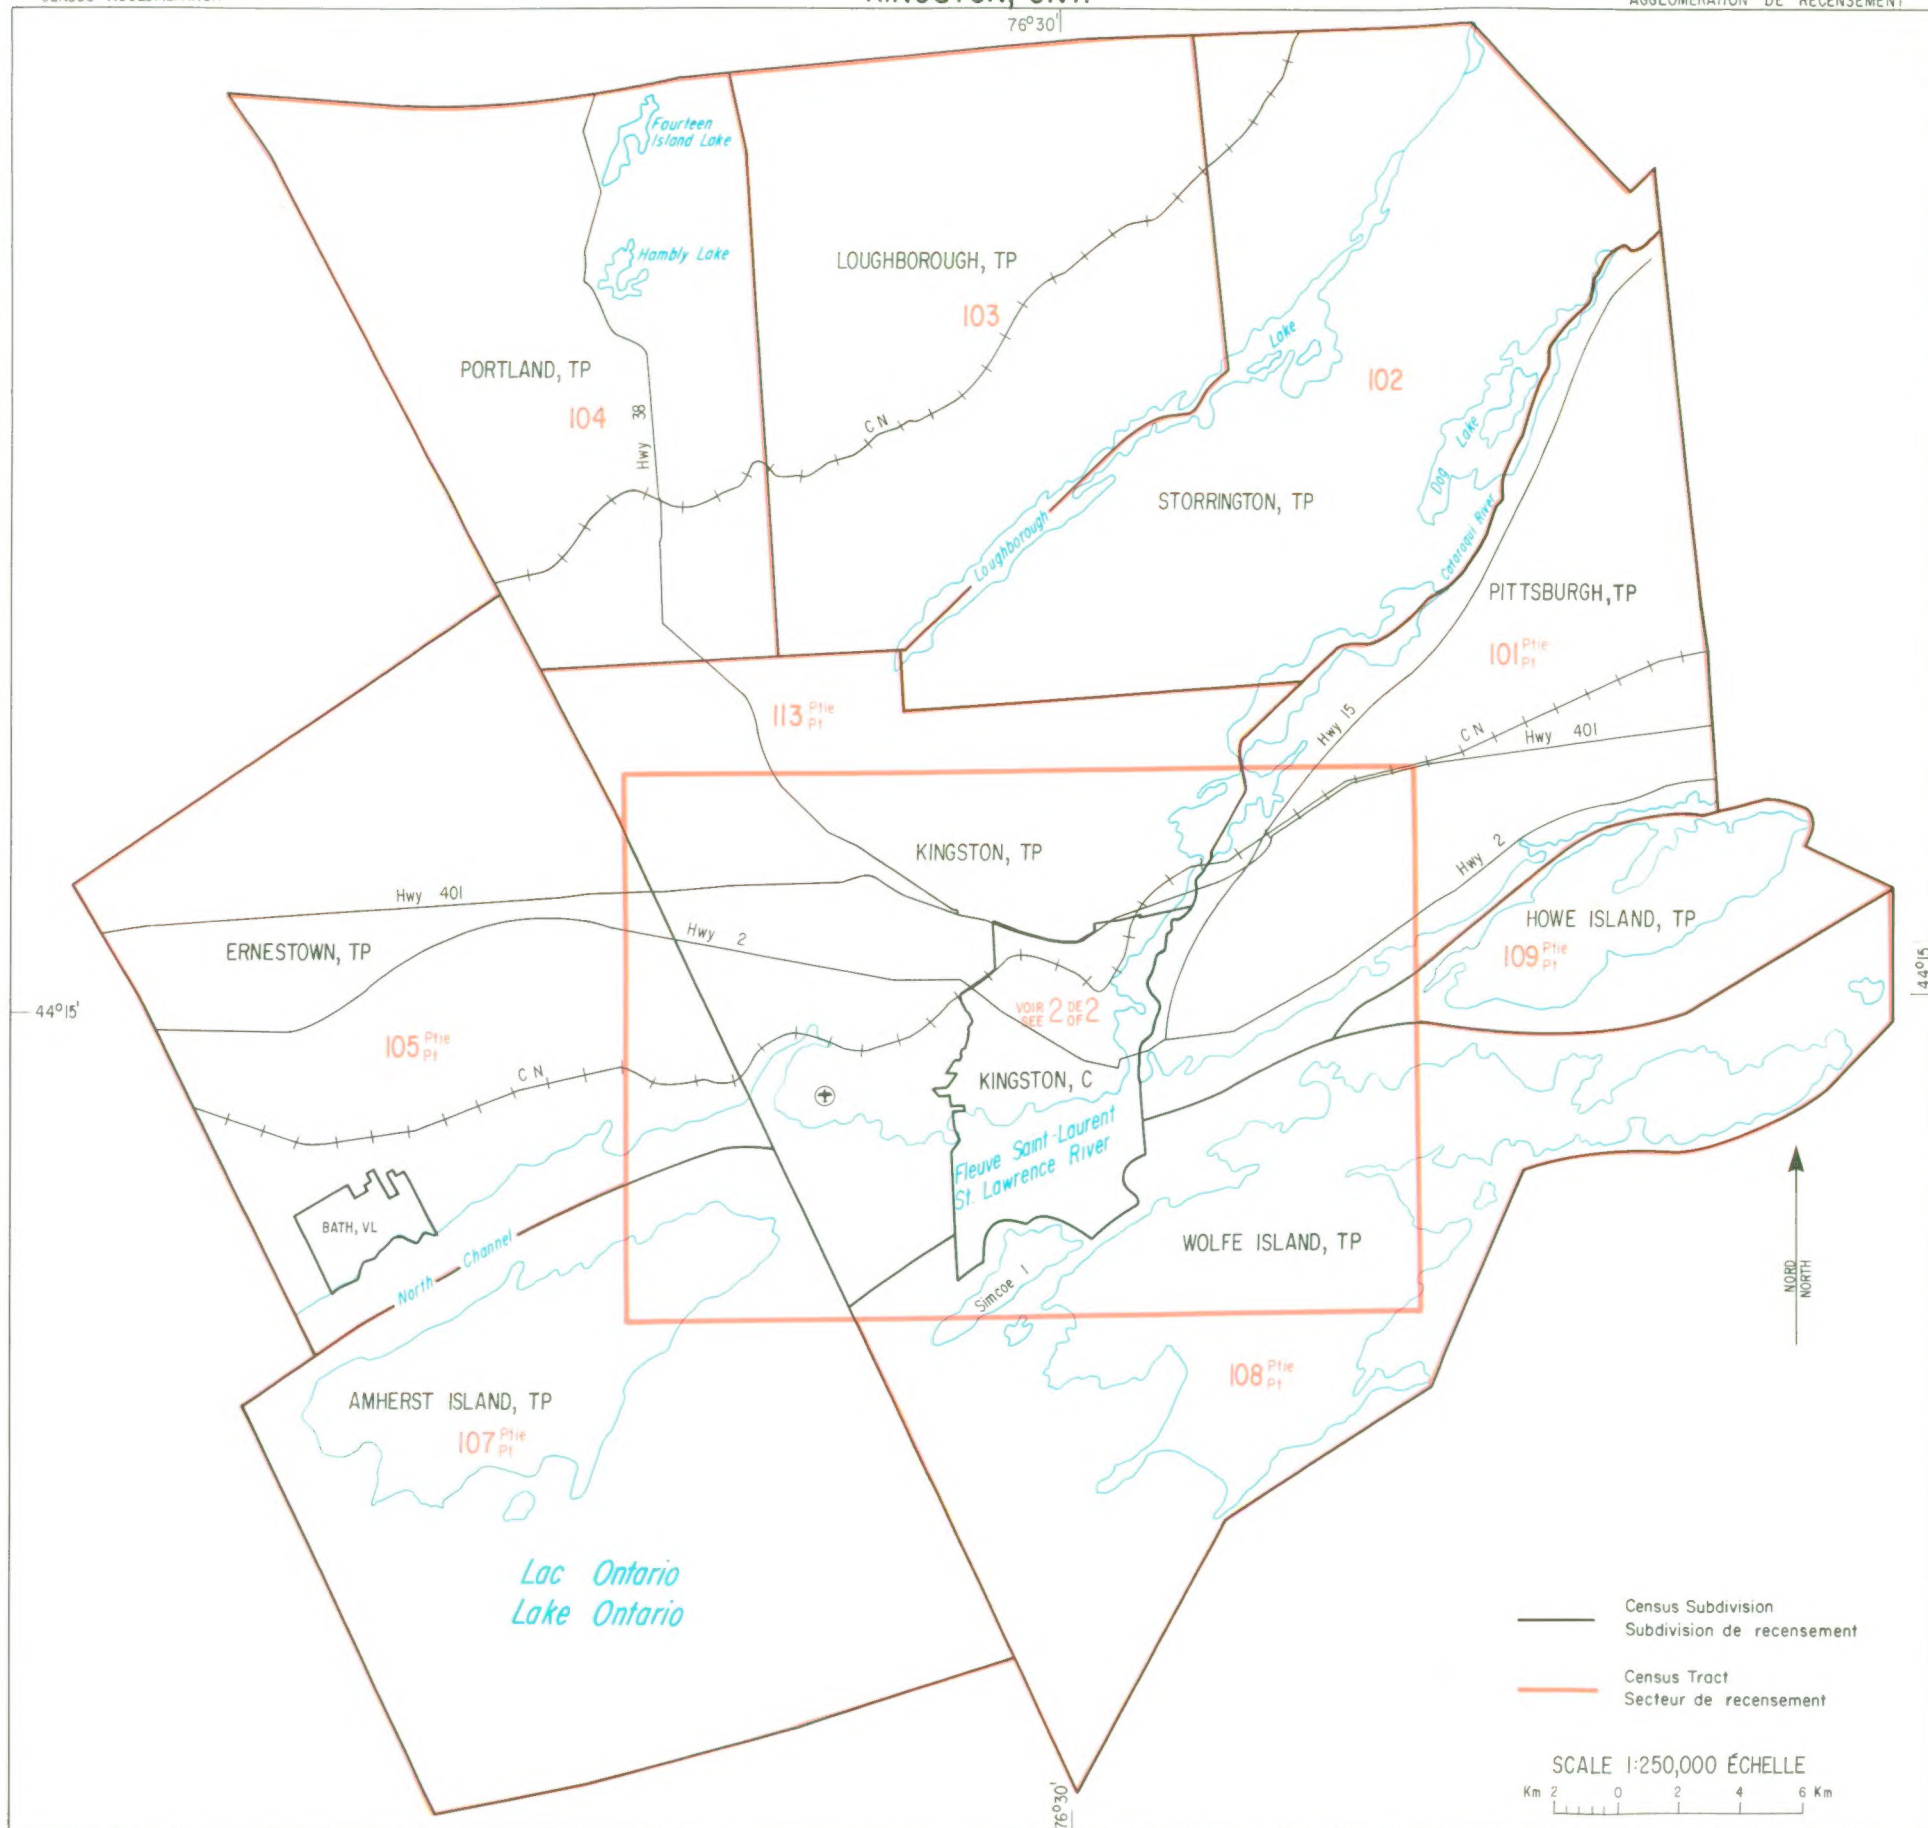 76°30'
Fourteen
Island Lake
Hambly Lake
LOUGHBOROUGH, TP
103
PORTLAND, TP
104
Hwy 38
CN
Lake
102
Dog Lake
STORRINGTON, TP
Loughborough
Cataraqui River
PITTSBURGH, TP
101 Ptie
Pt
113 Ptie
Pt
Hwy 15
CN
Hwy 401
KINGSTON, TP
Hwy 2
Hwy 401
HOWE ISLAND, TP
109 Ptie
Pt
ERNESTOWN, TP
Hwy 2
44°15'
44°15
VOIR 2 DE 2
SEE OF
105 Ptie
Pt
CN
KINGSTON, C
Fleuve Saint-Laurent
St. Lawrence River
BATH, VL
North Channel
WOLFE ISLAND, TP
Simcoe I
NORD
NORTH
108 Ptie
Pt
AMHERST ISLAND, TP
107 Ptie
Pt
Lac Ontario
Lake Ontario
Census Subdivision
Subdivision de recensement
Census Tract
Secteur de recensement
SCALE 1:250,000 ÉCHELLE
Km 2 0 2 4 6 Km
76°30'